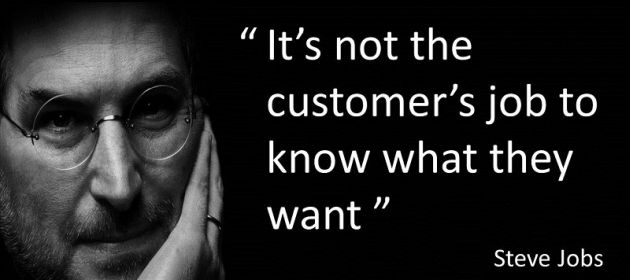 “ It’s not the
customer’s job to
know what they
want ”
Steve Jobs